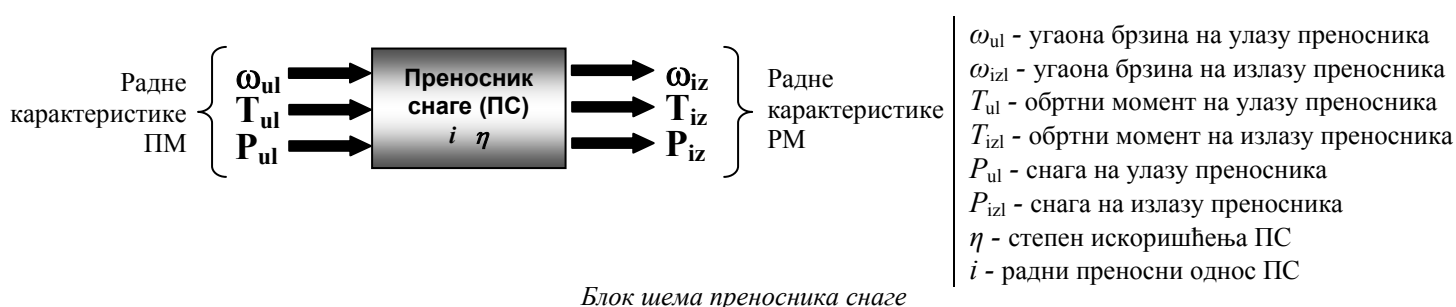 Радне
карактеристике
ПМ
ωul
Tul
Pul
Преносник
снаге (ПС)
i η
ωiz
Tiz
Piz
Радне
карактеристике
РМ
ωul - угаона брзина на улазу преносника
ωizl - угаона брзина на излазу преносника
Tul - обртни момент на улазу преносника
Tizl - обртни момент на излазу преносника
Pul - снага на улазу преносника
Pizl - снага на излазу преносника
η - степен искоришћења ПС
i - радни преносни однос ПС
Блок шема преносника снаге